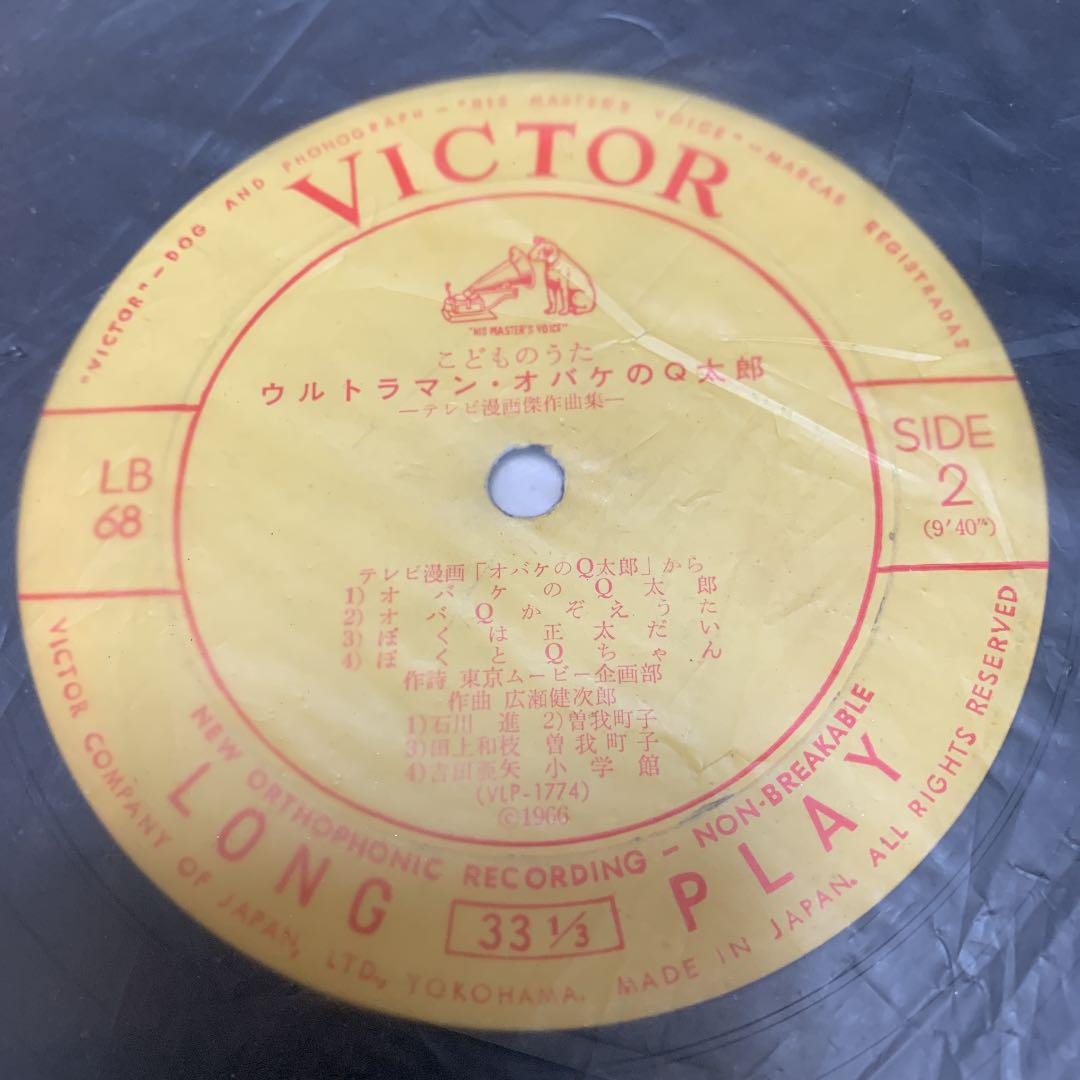 "VICTOR"—DOG AND PHONOGRAPH—"HIS MASTER'S VOICE"—MARCAS REGISTRADAS
VICTOR
"HIS MASTER'S VOICE"
こどものうた
ウルトラマン・オバケのQ太郎
―テレビ漫画傑作曲集―
LB
68
SIDE
2
(9′40″)
テレビ漫画「オバケのQ太郎」から
1)オバケのQ太郎
2)オバQかぞえうた
3)ぼくは正太だい
4)ぼくとQちゃん
作詩 東京ムービー企画部
作曲 広瀬健次郎
1)石川 進 2)曽我町子
3)田上和枝 曽我町子
4)吉田亜矢 小学館
(VLP-1774)
©1966
NEW ORTHOPHONIC RECORDING – NON-BREAKABLE
LONG PLAY
33 1/3
VICTOR COMPANY OF JAPAN, LTD., YOKOHAMA. MADE IN JAPAN. ALL RIGHTS RESERVED